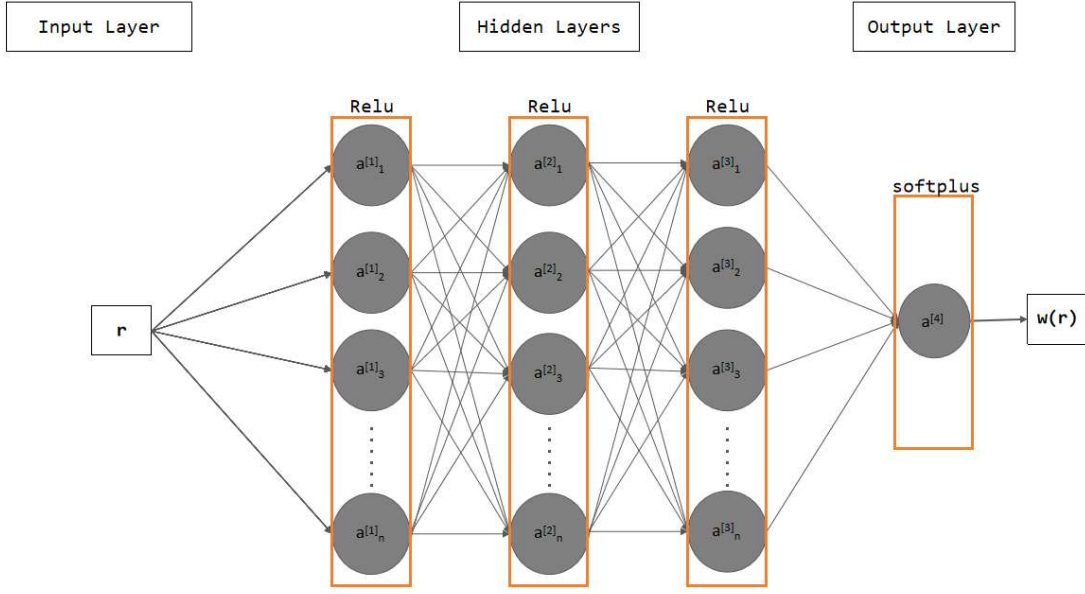 Input Layer
Hidden Layers
Output Layer
Relu
Relu
Relu
softplus
a[1]1
a[2]1
a[3]1
a[1]2
a[2]2
a[3]2
r
a[4]
w(r)
a[1]3
a[2]3
a[3]3
a[1]n
a[2]n
a[3]n